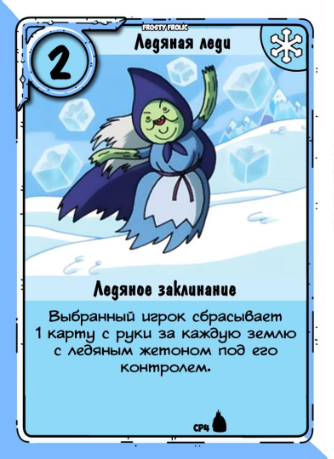 FROSTY FROLIC
2
Ледяная леди
Ледяное заклинание
Выбранный игрок сбрасывает
1 карту с руки за каждую землю
с ледяным жетоном под его
контролем.
CP4